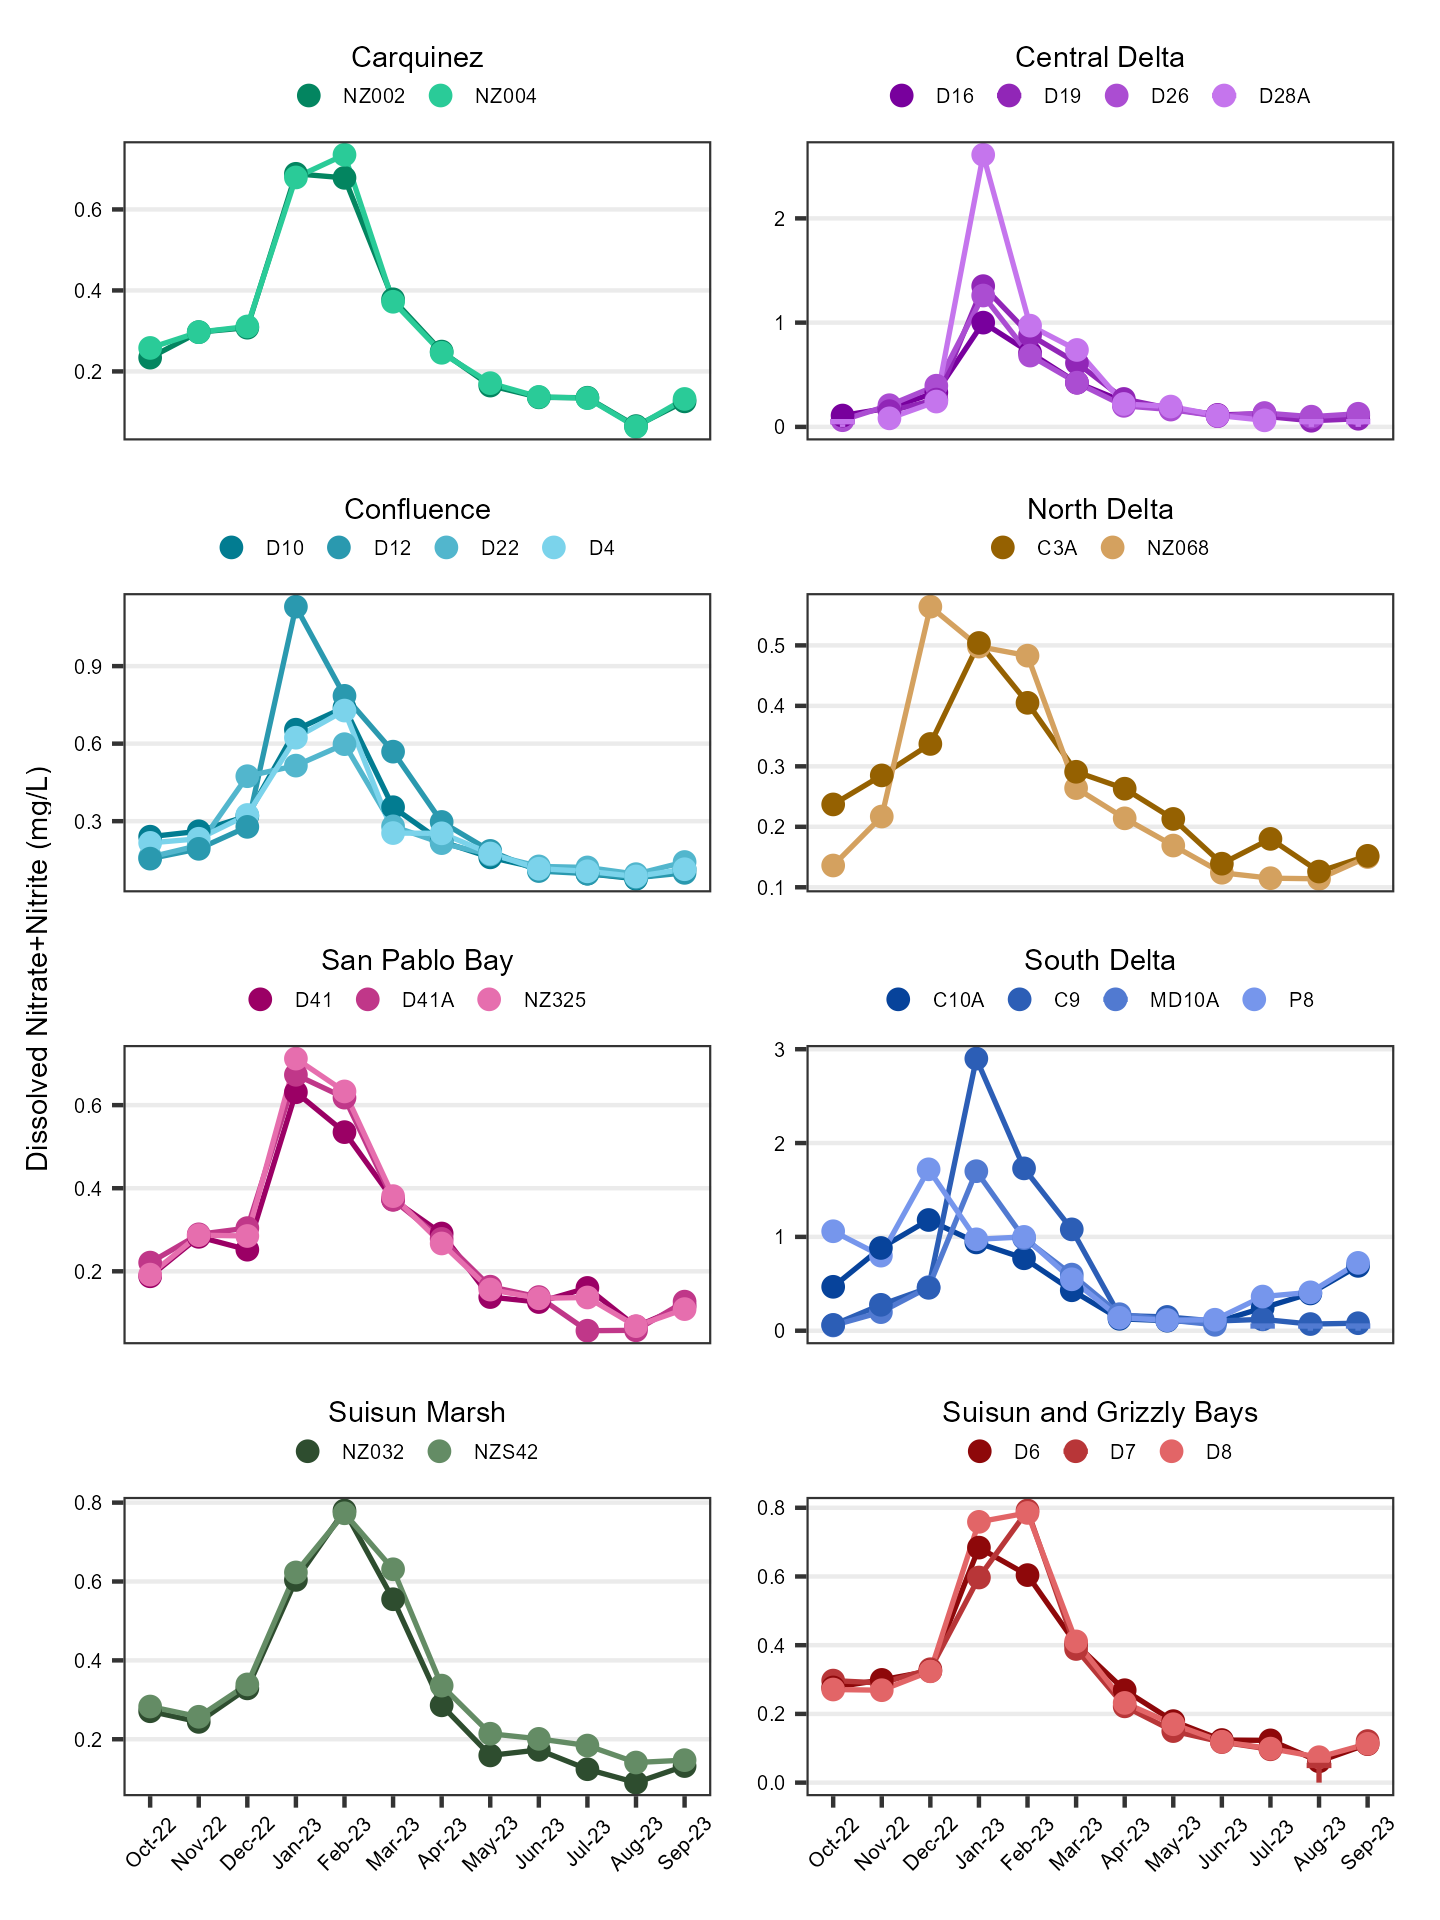 Carquinez
NZ002 NZ004
0.6
0.4
0.2
Central Delta
D16 D19 D26 D28A
2
1
0
Confluence
D10 D12 D22 D4
0.9
0.6
0.3
North Delta
C3A NZ068
0.5
0.4
0.3
0.2
0.1
Dissolved Nitrate+Nitrite (mg/L)
San Pablo Bay
D41 D41A NZ325
0.6
0.4
0.2
South Delta
C10A C9 MD10A P8
3
2
1
0
Suisun Marsh
NZ032 NZS42
0.8
0.6
0.4
0.2
Oct-22 Nov-22 Dec-22 Jan-23 Feb-23 Mar-23 Apr-23 May-23 Jun-23 Jul-23 Aug-23 Sep-23
Suisun and Grizzly Bays
D6 D7 D8
0.8
0.6
0.4
0.2
0.0
Oct-22 Nov-22 Dec-22 Jan-23 Feb-23 Mar-23 Apr-23 May-23 Jun-23 Jul-23 Aug-23 Sep-23